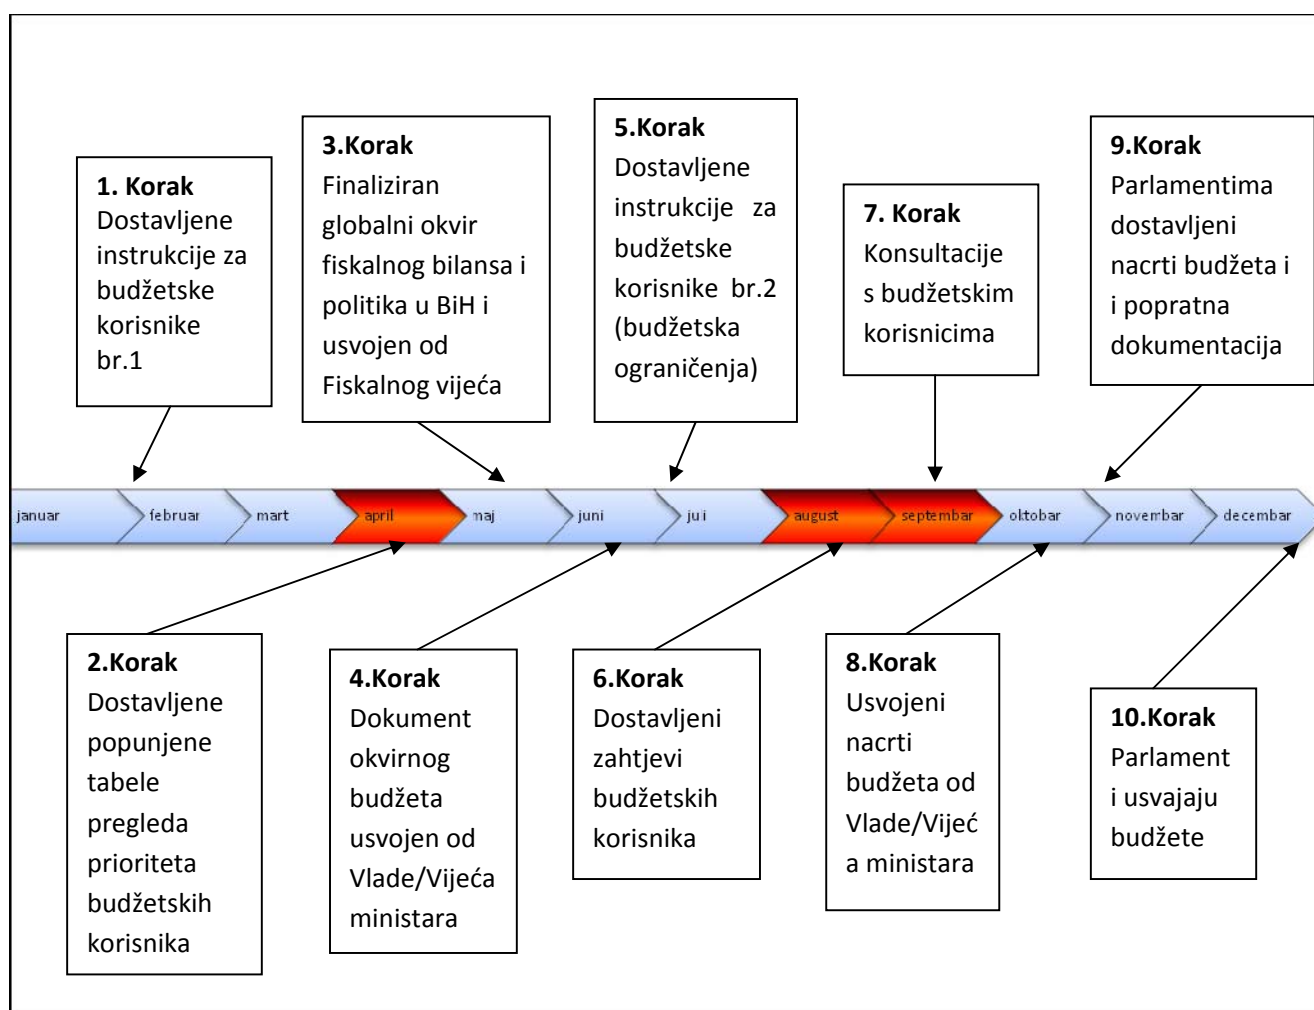 1. Korak
Dostavljene
instrukcije za
budžetske
korisnike
br.1
3.Korak
Finaliziran
globalni okvir
fiskalnog bilansa i
politika u BiH i
usvojen od
Fiskalnog vijeća
5.Korak
Dostavljene
instrukcije za
budžetske
korisnike br.2
(budžetska
ograničenja)
7. Korak
Konsultacije
s budžetskim
korisnicima
9.Korak
Parlamentima
dostavljeni
nacrti budžeta i
i popratna
dokumentacija
januar
februar
mart
april
maj
juni
juli
august
septembar
oktobar
novembar
decembar
2.Korak
Dostavljene
popunjene
tabele
pregleda
prioriteta
budžetskih
korisnika
4.Korak
Dokument
okvirnog
budžeta
usvojen od
Vlade/Vijeća
ministara
6.Korak
Dostavljeni
zahtjevi
budžetskih
korisnika
8.Korak
Usvojeni
nacrti
budžeta od
Vlade/Vijeć
a ministara
10.Korak
Parlament
i usvajaju
budžete